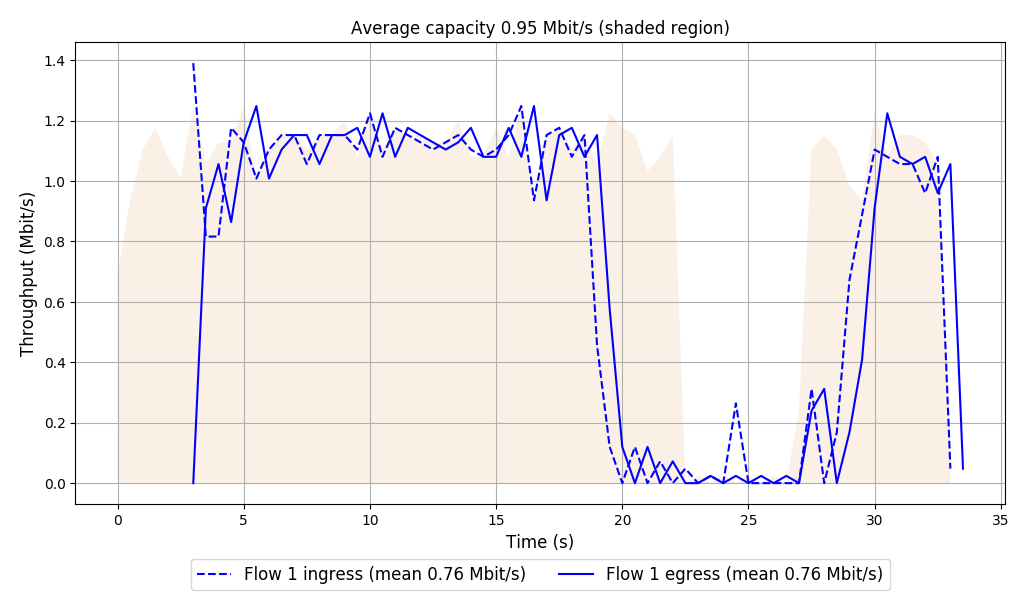 Average capacity 0.95 Mbit/s (shaded region)
Throughput (Mbit/s)
1.4
1.2
1.0
0.8
0.6
0.4
0.2
0.0
0 5 10 15 20 25 30 35
Time (s)
Flow 1 ingress (mean 0.76 Mbit/s) Flow 1 egress (mean 0.76 Mbit/s)